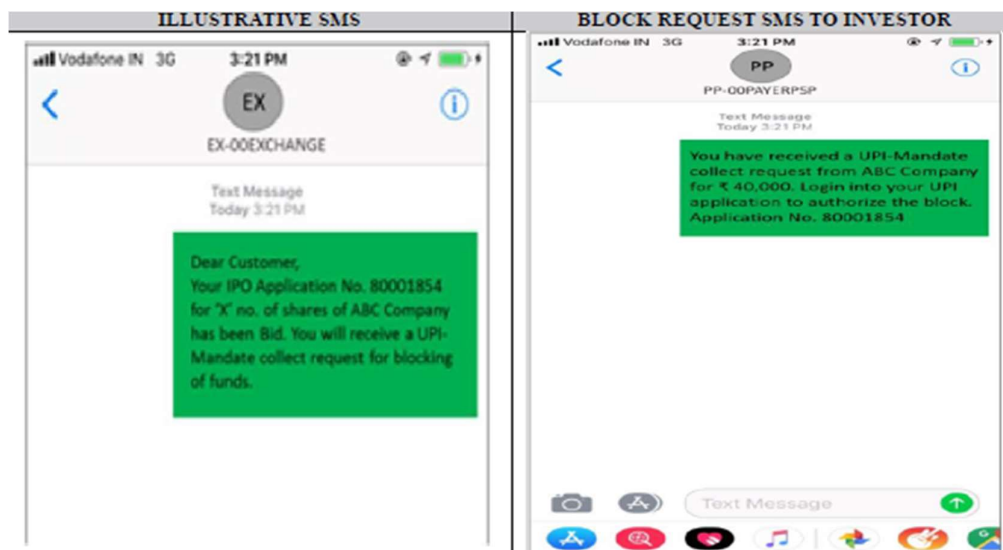 ILLUSTRATIVE SMS
Vodafone IN 3G 3:21 PM
EX
EX-00EXCHANGE
Text Message
Today 3:21 PM
Dear Customer,
Your IPO Application No. 80001854
for "X" no. of shares of ABC Company
has been Bid. You will receive a UPI-
Mandate collect request for blocking
of funds.
BLOCK REQUEST SMS TO INVESTOR
Vodafone IN 3G 3:21 PM
PP
PP-00PAYERPSP
Text Message
Today 3:21 PM
You have received a UPI-Mandate
collect request from ABC Company
for ₹ 40,000. Login into your UPI
application to authorize the block.
Application No. 80001854
Text Message